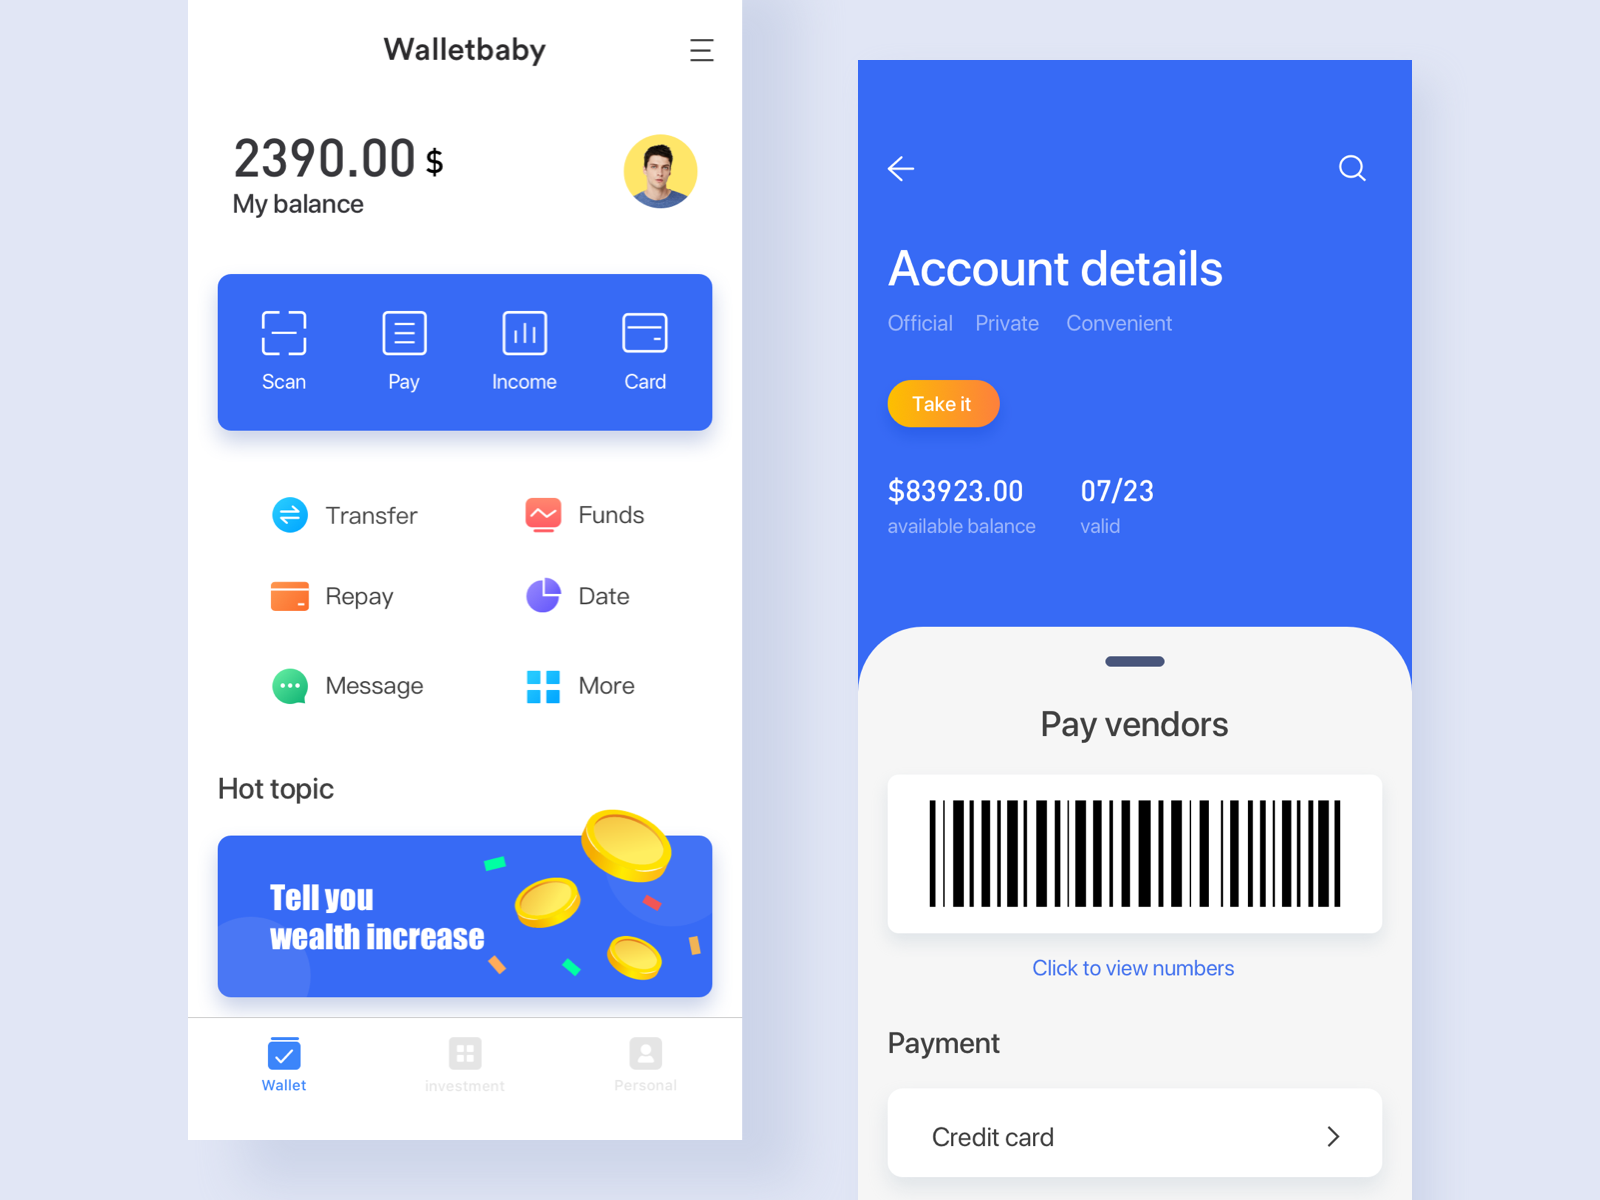 Walletbaby
2390.00 $
My balance
Scan
Pay
Income
Card
Transfer
Funds
Repay
Date
Message
More
Hot topic
Tell you
wealth increase
Wallet
investment
Personal
Account details
Official Private Convenient
Take it
$83923.00
available balance
07/23
valid
Pay vendors
Click to view numbers
Payment
Credit card